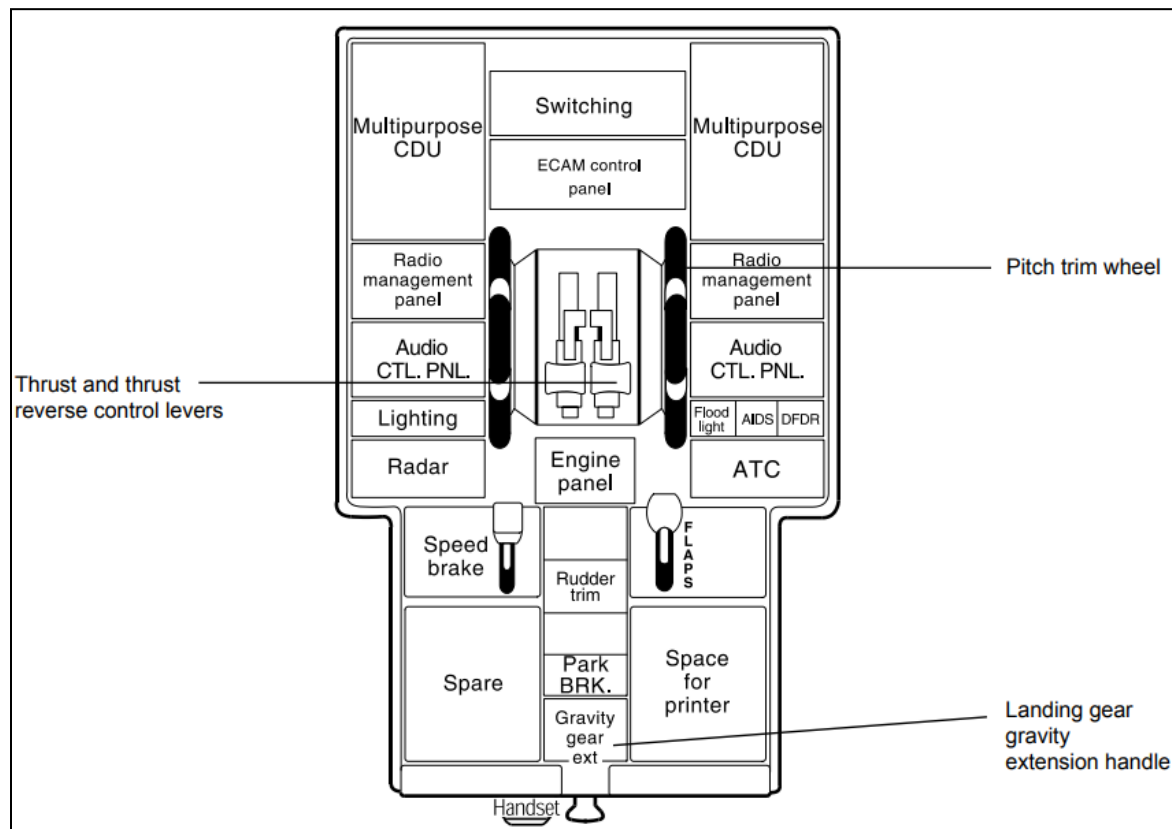 Multipurpose
CDU
Switching
Multipurpose
CDU
ECAM control
panel
Radio
management
panel
Radio
management
panel
Pitch trim wheel
Audio
CTL. PNL.
Audio
CTL. PNL.
Thrust and thrust
reverse control levers
Lighting
Flood
light
AIDS
DFDR
Radar
Engine
panel
ATC
Speed
brake
FLAPS
Rudder
trim
Spare
Park
BRK.
Space
for
printer
Gravity
gear
ext
Landing gear
gravity
extension handle
Handset